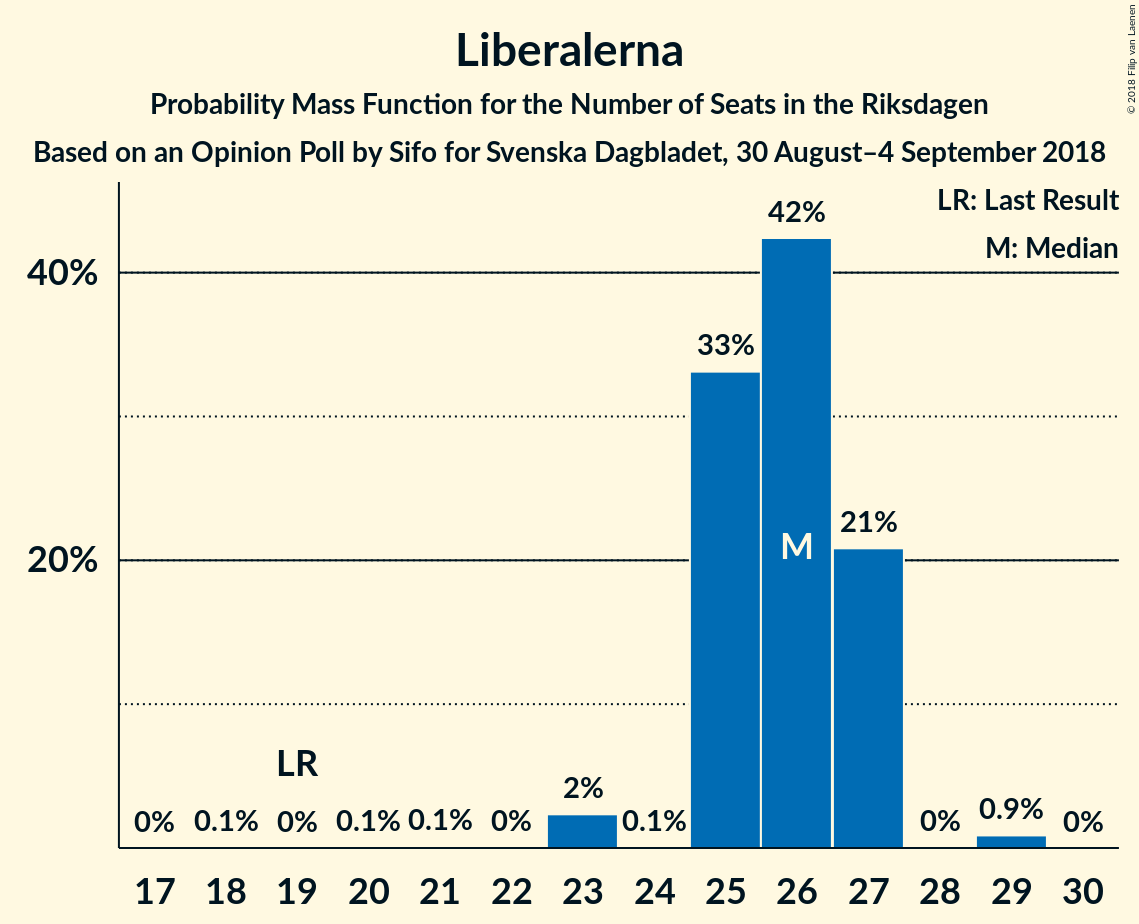 Liberalerna
Probability Mass Function for the Number of Seats in the Riksdagen
Based on an Opinion Poll by Sifo for Svenska Dagbladet, 30 August–4 September 2018
© 2018 Filip van Laenen
LR: Last Result
M: Median
42%
40%
33%
21%
M
20%
LR
0% 0.1% 0% 0.1% 0.1% 0% 2% 0.1% 0% 0.9% 0%
17 18 19 20 21 22 23 24 25 26 27 28 29 30